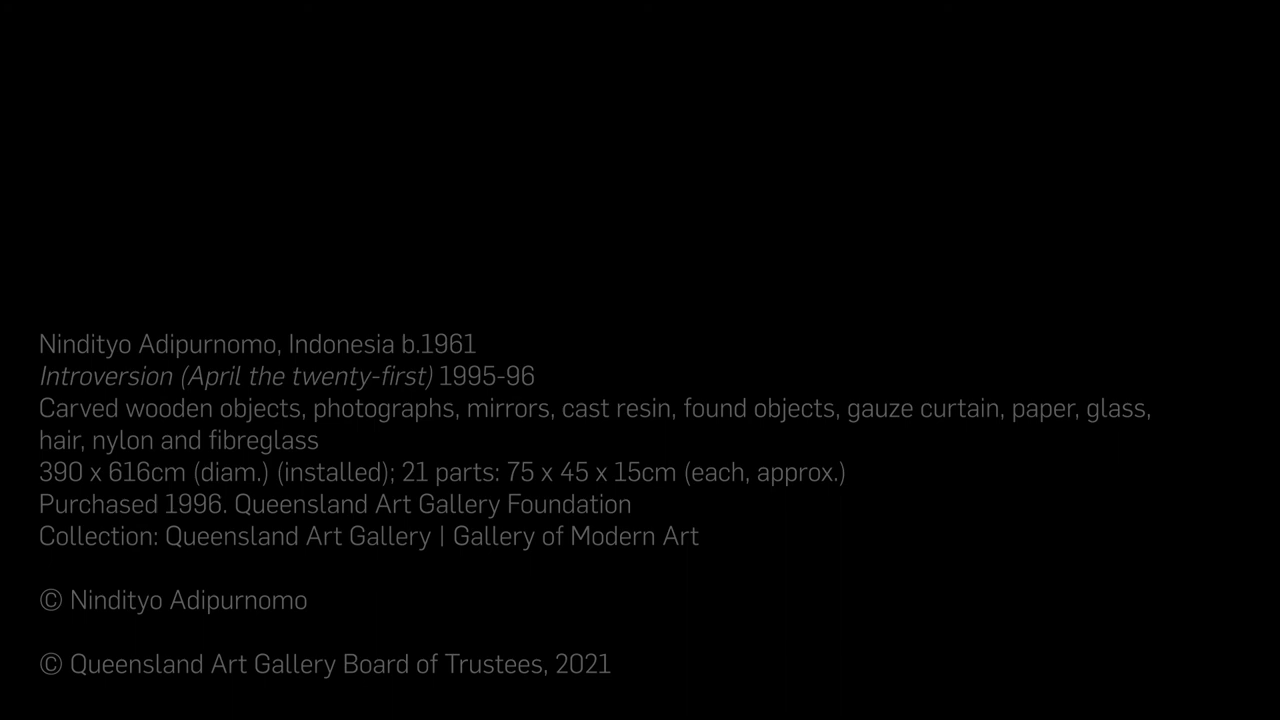 Nindityo Adipurnomo, Indonesia b.1961
Introversion (April the twenty-first) 1995-96
Carved wooden objects, photographs, mirrors, cast resin, found objects, gauze curtain, paper, glass,
hair, nylon and fibreglass
390 x 616cm (diam.) (installed); 21 parts: 75 x 45 x 15cm (each, approx.)
Purchased 1996. Queensland Art Gallery Foundation
Collection: Queensland Art Gallery | Gallery of Modern Art
© Nindityo Adipurnomo
© Queensland Art Gallery Board of Trustees, 2021